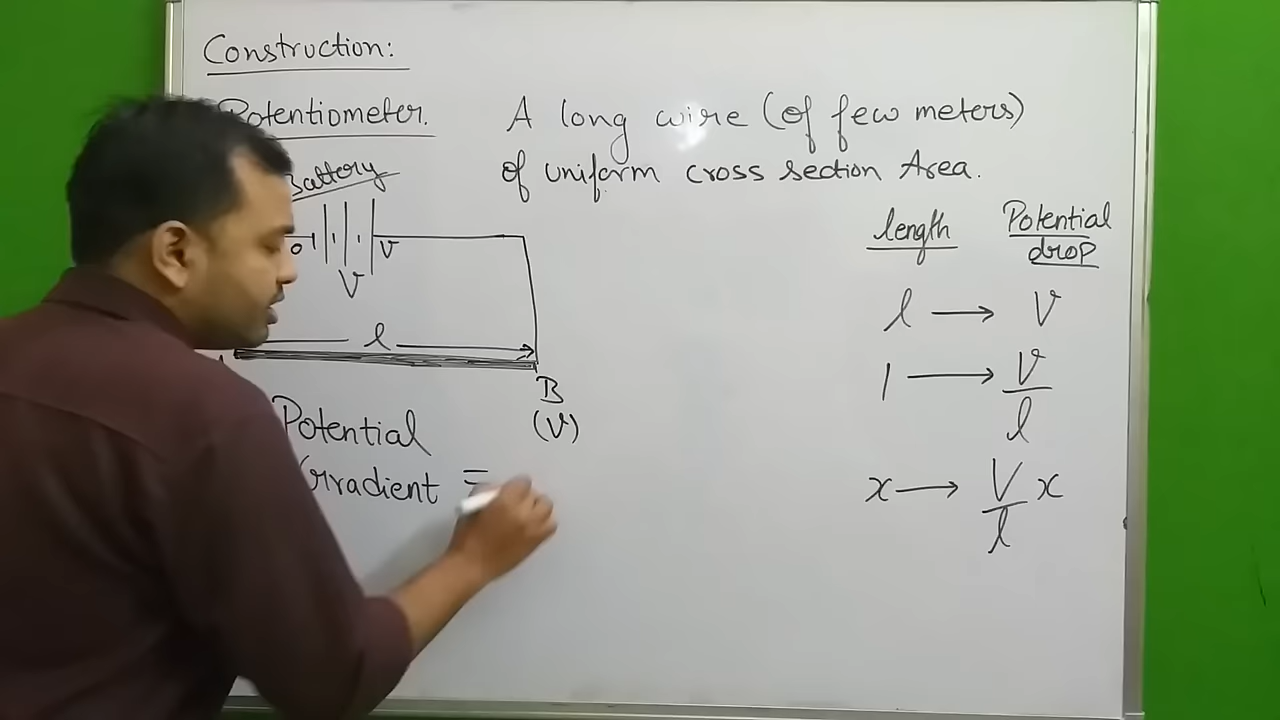 Construction:
Potentiometer.
A long wire (of few meters)
of uniform cross section Area.
Battery
0
V
V
l
B
(V)
length
Potential drop
l → V
1 → V/l
x → V/l x
Potential
Gradient =